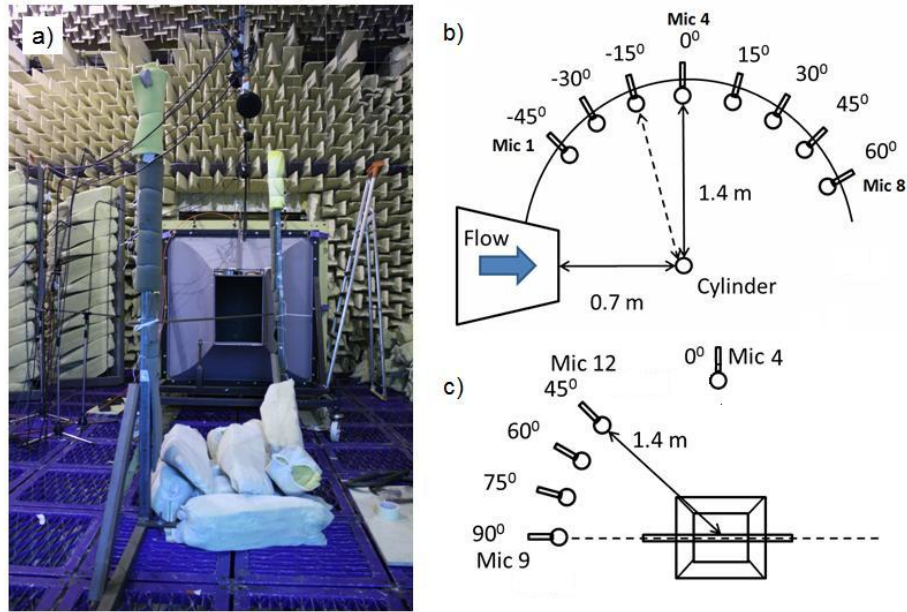 a)
b)
Mic 4
0⁰
-15⁰
15⁰
-30⁰
30⁰
-45⁰
45⁰
Mic 1
60⁰
Mic 8
1.4 m
Flow
Cylinder
0.7 m
c)
0⁰ Mic 4
Mic 12
45⁰
1.4 m
60⁰
75⁰
90⁰
Mic 9